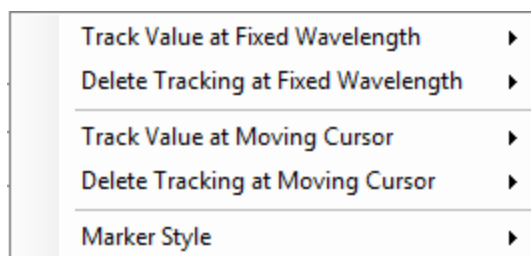 Track Value at Fixed Wavelength
Delete Tracking at Fixed Wavelength
Track Value at Moving Cursor
Delete Tracking at Moving Cursor
Marker Style